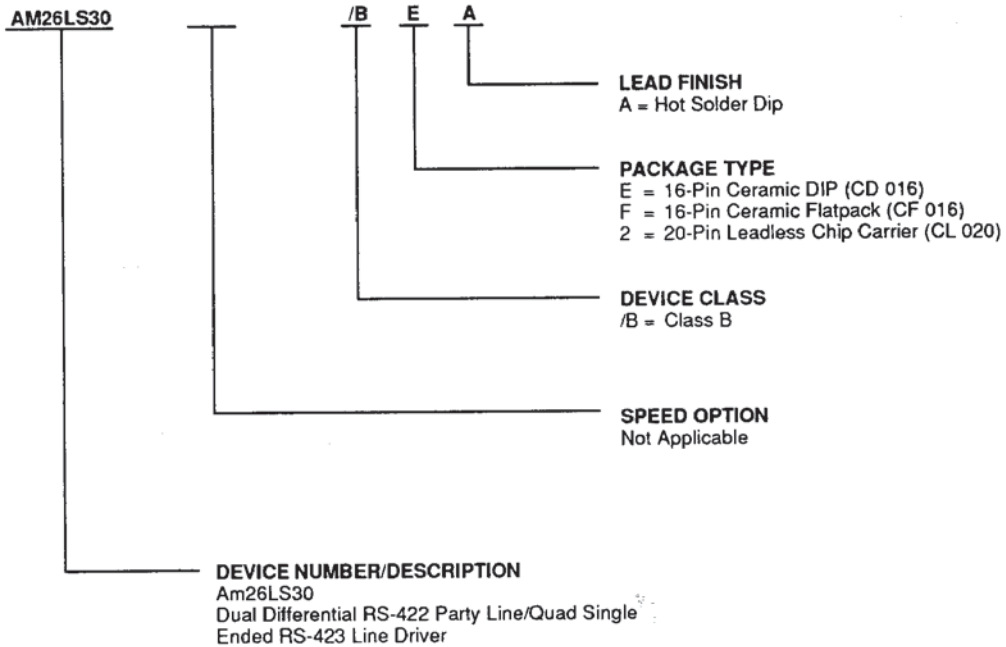 AM26LS30 /B E A
LEAD FINISH
A = Hot Solder Dip
PACKAGE TYPE
E = 16-Pin Ceramic DIP (CD 016)
F = 16-Pin Ceramic Flatpack (CF 016)
2 = 20-Pin Leadless Chip Carrier (CL 020)
DEVICE CLASS
/B = Class B
SPEED OPTION
Not Applicable
DEVICE NUMBER/DESCRIPTION
Am26LS30
Dual Differential RS-422 Party Line/Quad Single
Ended RS-423 Line Driver